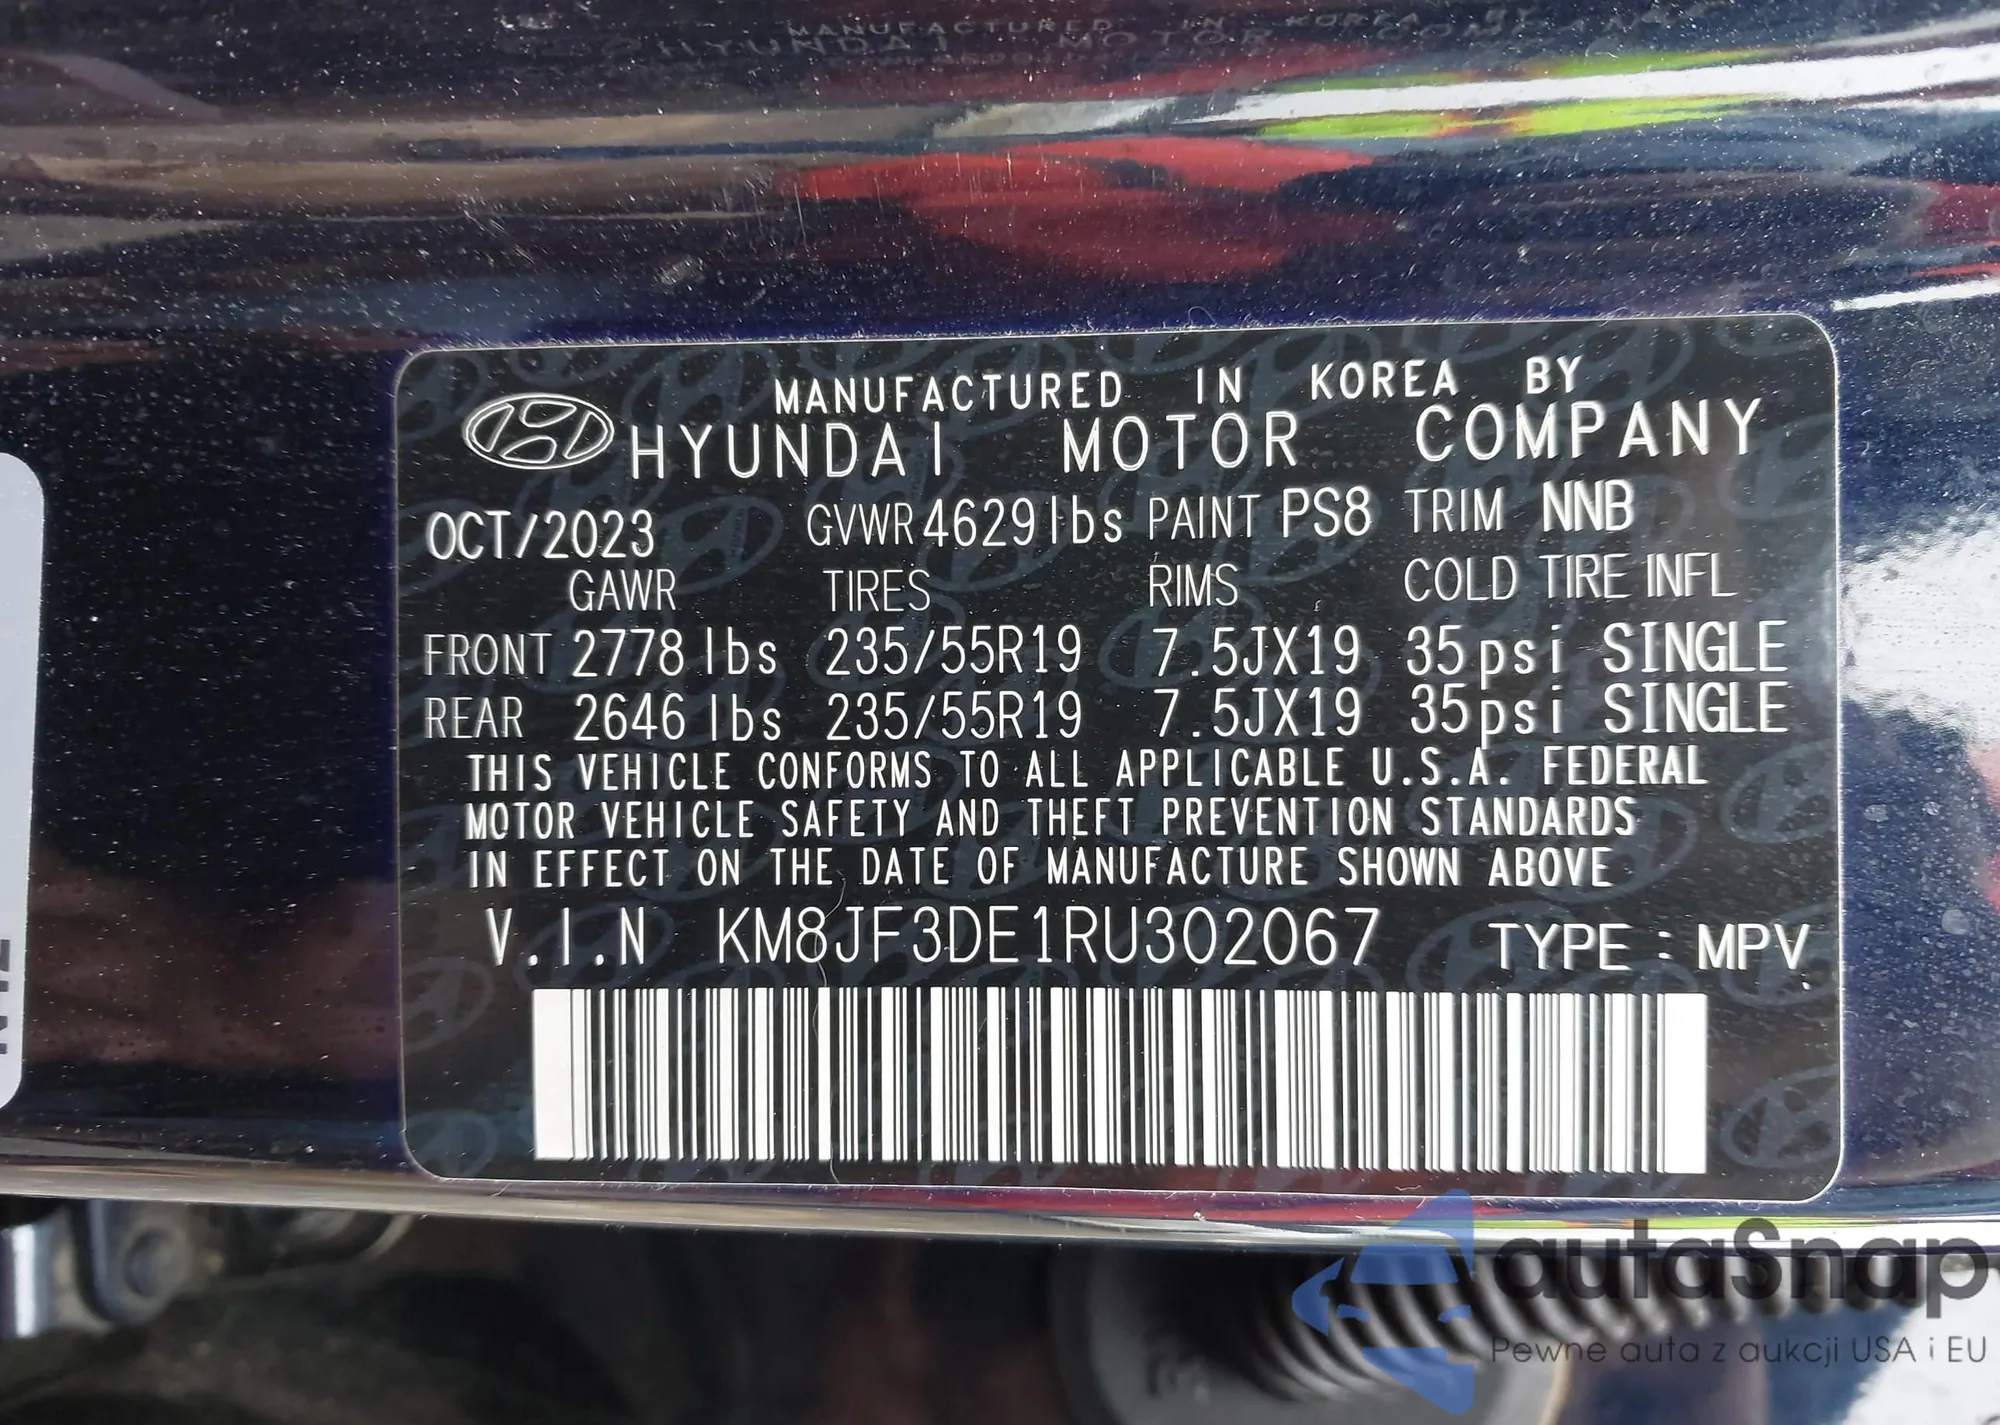 MANUFACTURED IN KOREA BY
HYUNDAI MOTOR COMPANY
OCT/2023 GVWR 4629 lbs PAINT PS8 TRIM NNB
GAWR TIRES RIMS COLD TIRE INFL
FRONT 2778 lbs 235/55R19 7.5JX19 35psi SINGLE
REAR 2646 lbs 235/55R19 7.5JX19 35psi SINGLE
THIS VEHICLE CONFORMS TO ALL APPLICABLE U.S.A. FEDERAL
MOTOR VEHICLE SAFETY AND THEFT PREVENTION STANDARDS
IN EFFECT ON THE DATE OF MANUFACTURE SHOWN ABOVE
V.I.N KM8JF3DE1RU302067 TYPE : MPV
autaSnap
Pewne auta z aukcji USA i EU